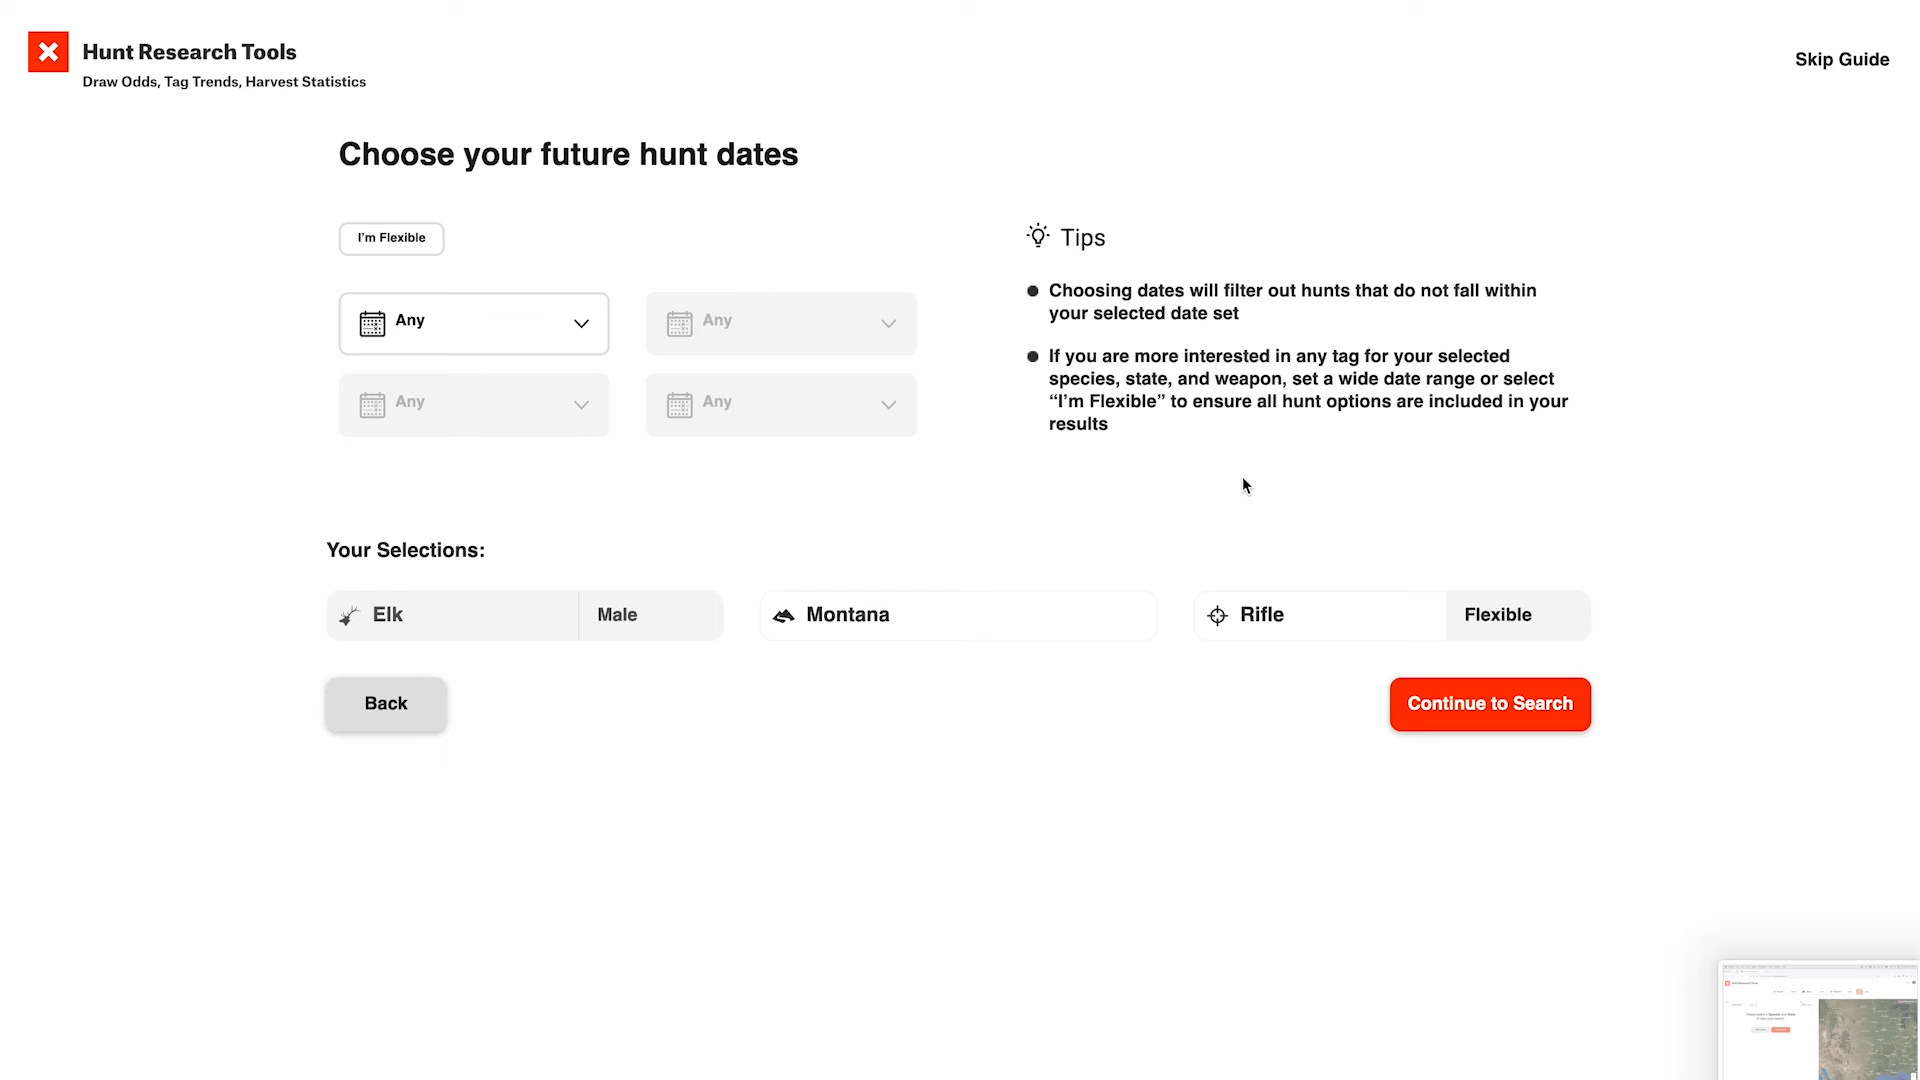 Hunt Research Tools
Draw Odds, Tag Trends, Harvest Statistics
Skip Guide
Choose your future hunt dates
I'm Flexible
Any
Any
Any
Any
Tips
Choosing dates will filter out hunts that do not fall within
your selected date set
If you are more interested in any tag for your selected
species, state, and weapon, set a wide date range or select
“I'm Flexible” to ensure all hunt options are included in your
results
Your Selections:
Elk
Male
Montana
Rifle
Flexible
Back
Continue to Search